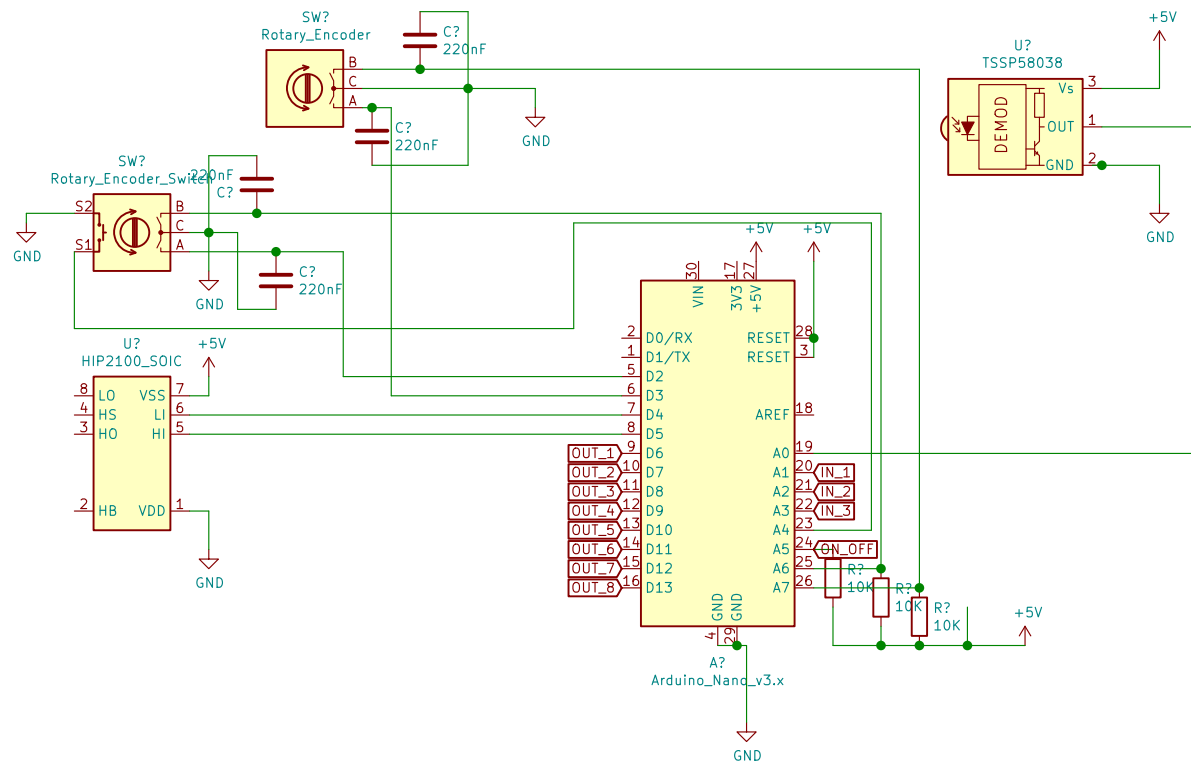 SW?
Rotary_Encoder
B
C
A
C?
220nF
C?
220nF
GND
+5V
U?
TSSP58038
DEMOD
Vs
3
OUT
1
GND
2
GND
SW?
Rotary_Encoder_Switch
220nF
C?
S2
S1
B
C
A
GND
GND
C?
220nF
U?
HIP2100_SOIC
+5V
8
LO
VSS
7
4
HS
LI
6
3
HO
HI
5
2
HB
VDD
1
GND
+5V
+5V
30
17
27
VIN
3V3
+5V
2
D0/RX
RESET
28
1
D1/TX
RESET
3
5
D2
6
D3
7
D4
AREF
18
8
D5
OUT_1
9
D6
A0
19
OUT_2
10
D7
A1
20
IN_1
OUT_3
11
D8
A2
21
IN_2
OUT_4
12
D9
A3
22
IN_3
OUT_5
13
D10
A4
23
OUT_6
14
D11
A5
24
ON_OFF
OUT_7
15
D12
A6
25
OUT_8
16
D13
A7
26
R?
10K
R?
10K
R?
10K
+5V
GND
GND
4
29
A?
Arduino_Nano_v3.x
GND